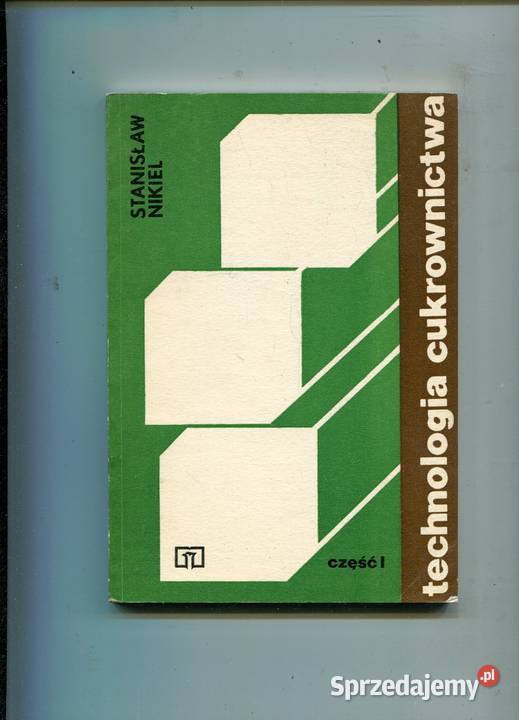 STANISŁAW
NIKIEL
technologia cukrownictwa
część I
Sprzedajemy.pl